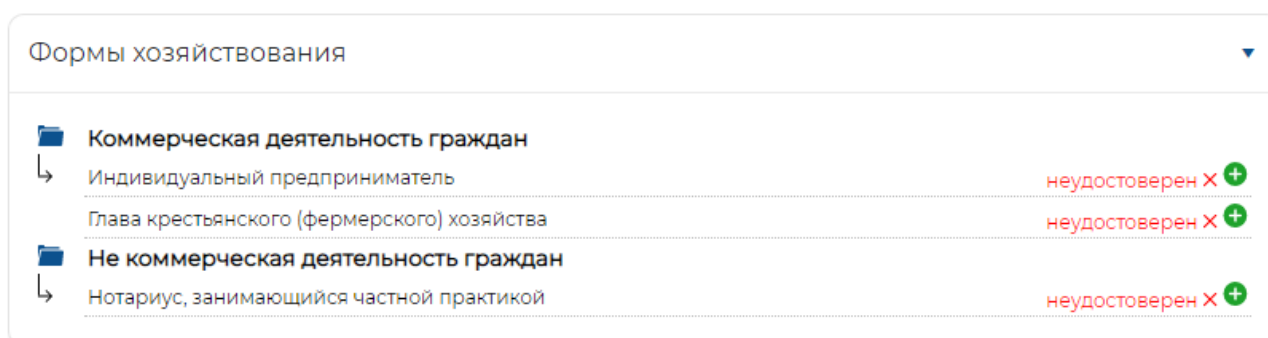 Формы хозяйствования
Коммерческая деятельность граждан
Индивидуальный предприниматель неудостоверен
Глава крестьянского (фермерского) хозяйства неудостоверен
Не коммерческая деятельность граждан
Нотариус, занимающийся частной практикой неудостоверен